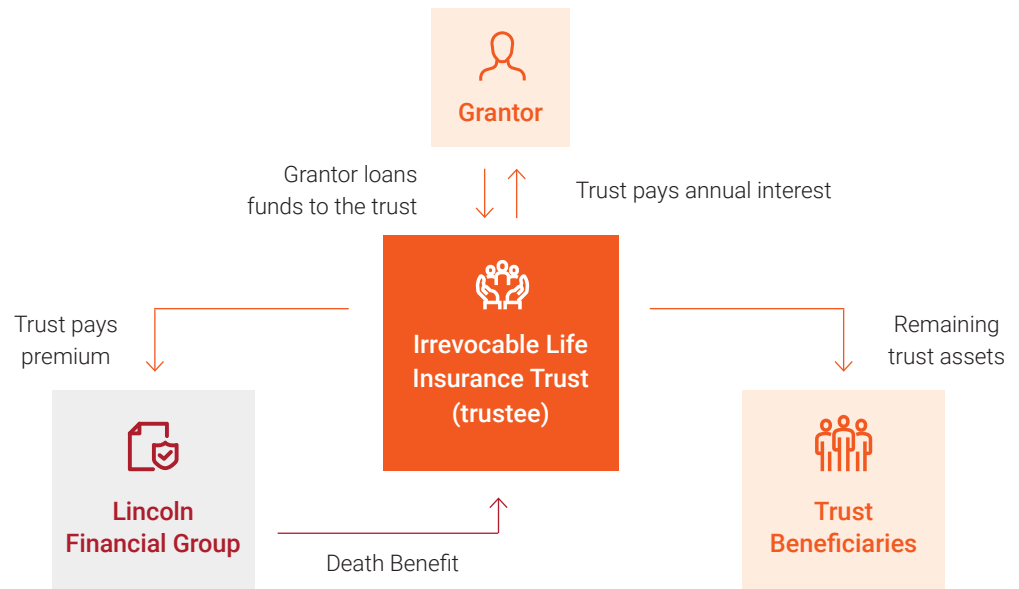 Grantor
Grantor loans
funds to the trust
Trust pays annual interest
Irrevocable Life
Insurance Trust
(trustee)
Trust pays
premium
Remaining
trust assets
Lincoln
Financial Group
Death Benefit
Trust
Beneficiaries